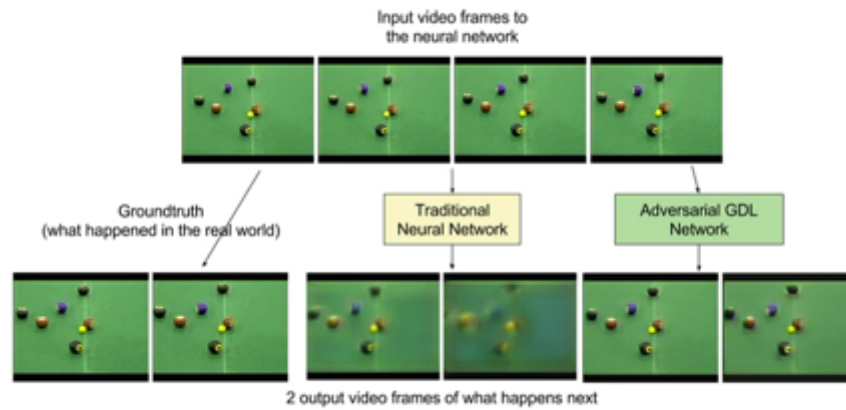 Input video frames to
the neural network
Groundtruth
(what happened in the real world)
Traditional
Neural Network
Adversarial GDL
Network
2 output video frames of what happens next